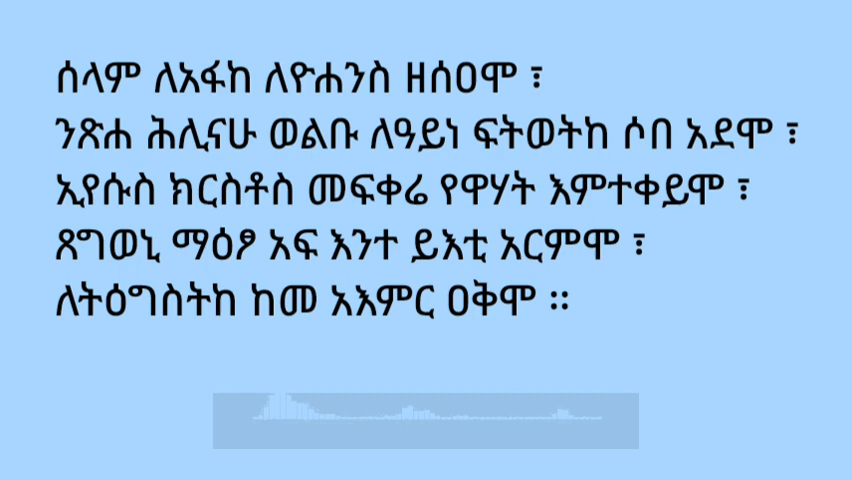 ሰላም ለአፋከ ለዮሐንስ ዘሰዐሞ ፣
ንጽሐ ሕሊናሁ ወልቡ ለዓይነ ፍትወትከ ሶበ አደሞ ፣
ኢየሱስ ክርስቶስ መፍቀሬ የዋሃት እምተቀይሞ ፣
ጸግወኒ ማዕፆ አፍ እንተ ይእቲ አርምሞ ፣
ለትዕግስትከ ከመ አእምር ዐቅሞ ።